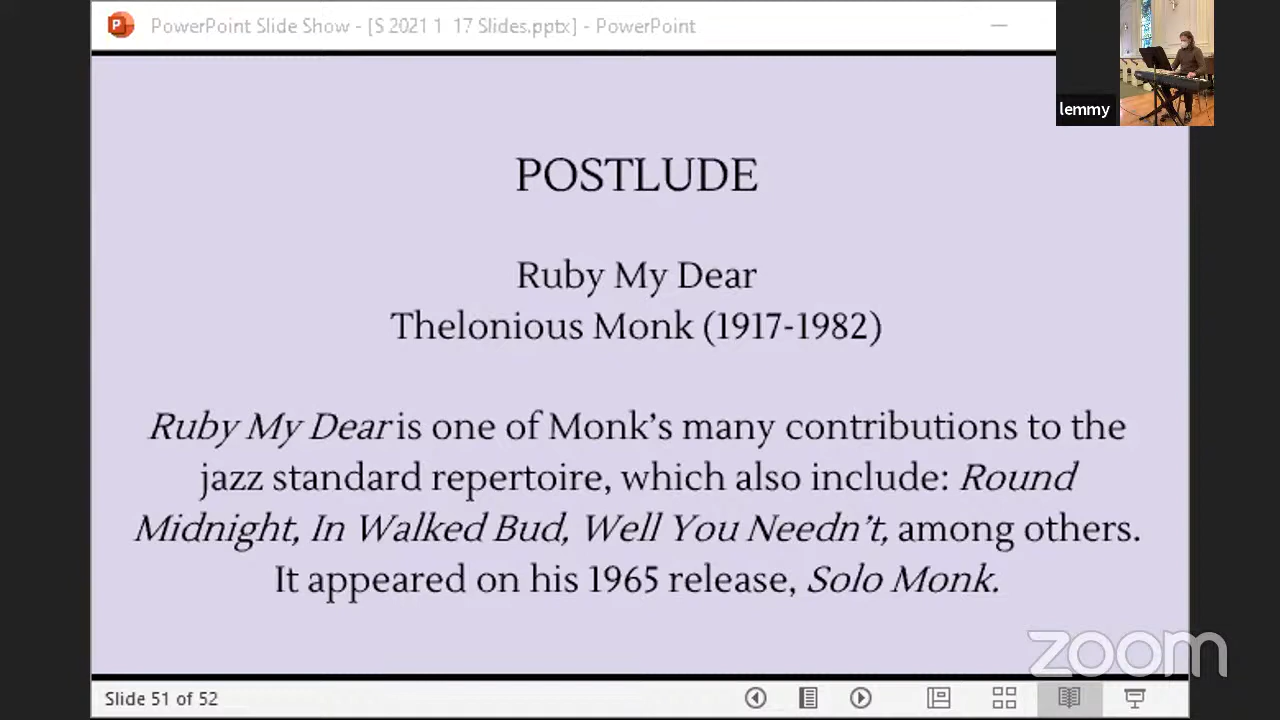 PowerPoint Slide Show - [S 2021 1 17 Slides.pptx] - PowerPoint
lemmy
POSTLUDE
Ruby My Dear
Thelonious Monk (1917-1982)
Ruby My Dear is one of Monk’s many contributions to the
jazz standard repertoire, which also include: Round
Midnight, In Walked Bud, Well You Needn’t, among others.
It appeared on his 1965 release, Solo Monk.
zoom
Slide 51 of 52